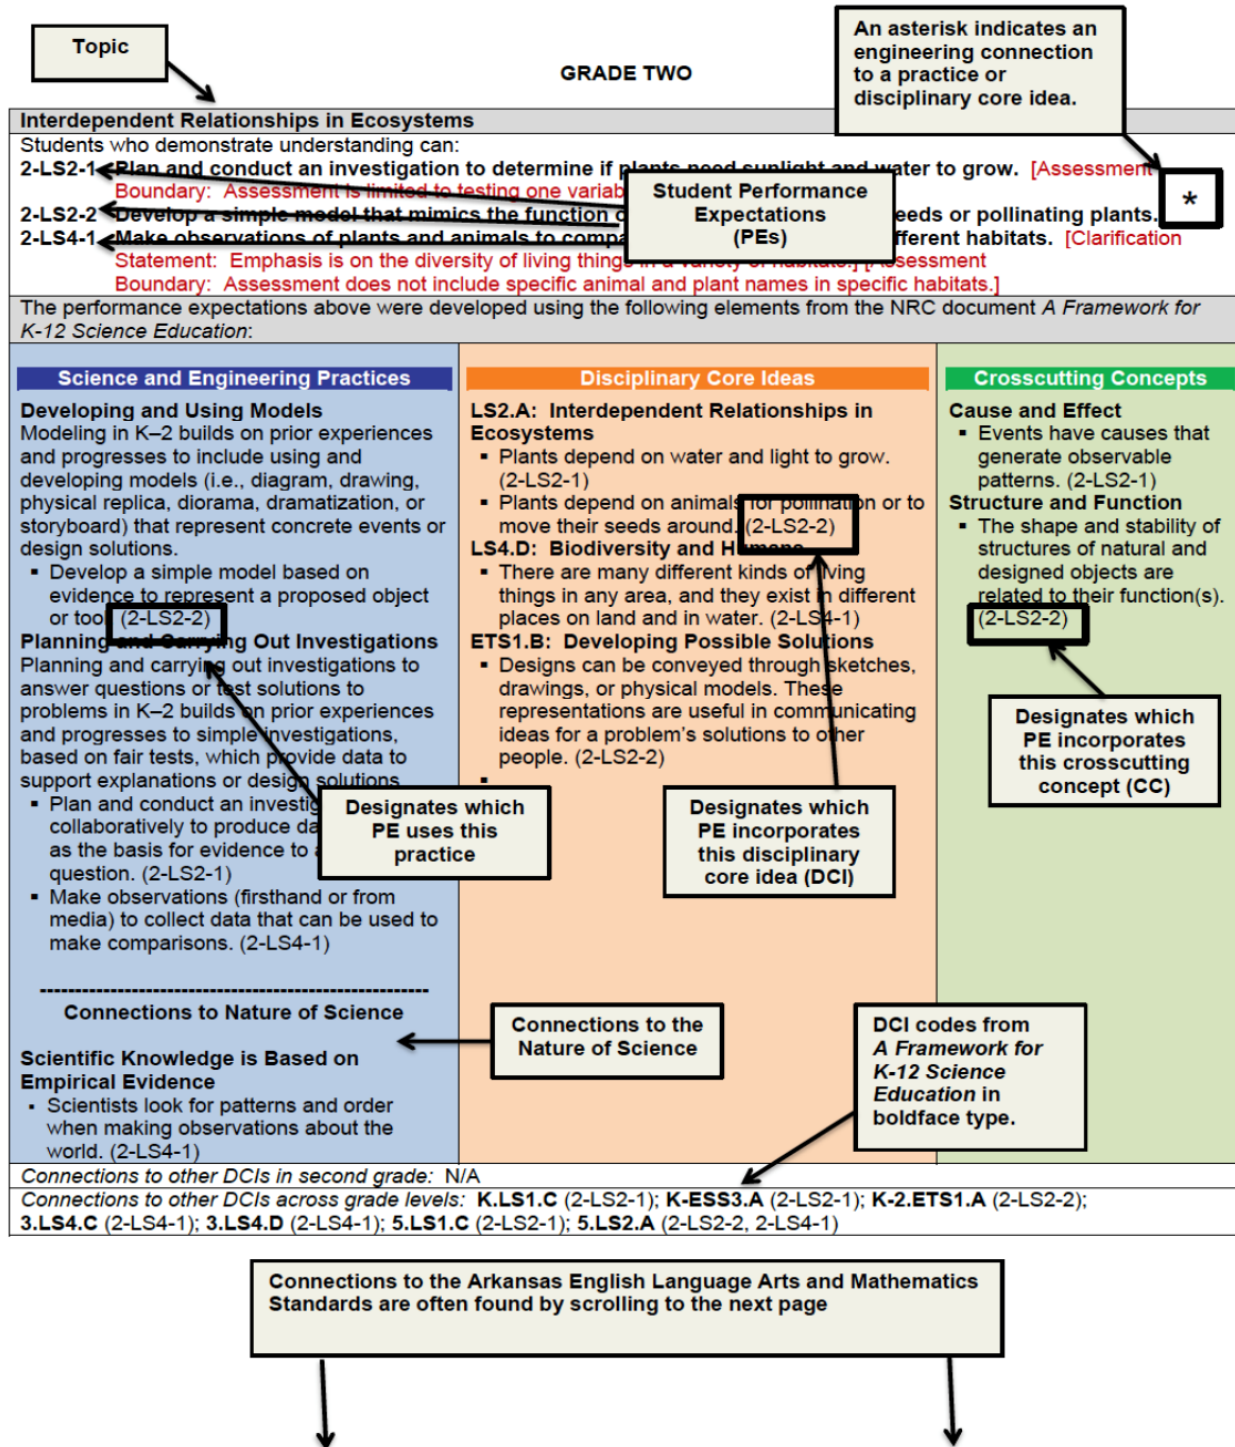 Topic
An asterisk indicates an
engineering connection
to a practice or
disciplinary core idea.
GRADE TWO
Interdependent Relationships in Ecosystems
Students who demonstrate understanding can:
2-LS2-1 Plan and conduct an investigation to determine if plants need sunlight and water to grow. [Assessment
Boundary: Assessment is limited to testing one variab
2-LS2-2 Develop a simple model that mimics the function o eeds or pollinating plants.
*
2-LS4-1 Make observations of plants and animals to compa fferent habitats. [Clarification
Statement: Emphasis is on the diversity of living things in a variety of habitats.] [Assessment
Boundary: Assessment does not include specific animal and plant names in specific habitats.]
Student Performance
Expectations
(PEs)
The performance expectations above were developed using the following elements from the NRC document A Framework for
K-12 Science Education:
Science and Engineering Practices
Developing and Using Models
Modeling in K–2 builds on prior experiences
and progresses to include using and
developing models (i.e., diagram, drawing,
physical replica, diorama, dramatization, or
storyboard) that represent concrete events or
design solutions.
▪ Develop a simple model based on
evidence to represent a proposed object
or tool (2-LS2-2)
Planning and Carrying Out Investigations
Planning and carrying out investigations to
answer questions or test solutions to
problems in K–2 builds on prior experiences
and progresses to simple investigations,
based on fair tests, which provide data to
support explanations or design solutions
▪ Plan and conduct an investig
collaboratively to produce da
as the basis for evidence to a
question. (2-LS2-1)
▪ Make observations (firsthand or from
media) to collect data that can be used to
make comparisons. (2-LS4-1)
Designates which
PE uses this
practice
Connections to Nature of Science
Scientific Knowledge is Based on
Empirical Evidence
▪ Scientists look for patterns and order
when making observations about the
world. (2-LS4-1)
Disciplinary Core Ideas
LS2.A: Interdependent Relationships in
Ecosystems
▪ Plants depend on water and light to grow.
(2-LS2-1)
▪ Plants depend on animals for pollination or to
move their seeds around. (2-LS2-2)
LS4.D: Biodiversity and Humans
▪ There are many different kinds of living
things in any area, and they exist in different
places on land and in water. (2-LS4-1)
ETS1.B: Developing Possible Solutions
▪ Designs can be conveyed through sketches,
drawings, or physical models. These
representations are useful in communicating
ideas for a problem's solutions to other
people. (2-LS2-2)
▪
Designates which
PE incorporates
this disciplinary
core idea (DCI)
Connections to the
Nature of Science
Crosscutting Concepts
Cause and Effect
▪ Events have causes that
generate observable
patterns. (2-LS2-1)
Structure and Function
▪ The shape and stability of
structures of natural and
designed objects are
related to their function(s).
(2-LS2-2)
Designates which
PE incorporates
this crosscutting
concept (CC)
DCI codes from
A Framework for
K-12 Science
Education in
boldface type.
Connections to other DCIs in second grade: N/A
Connections to other DCIs across grade levels: K.LS1.C (2-LS2-1); K-ESS3.A (2-LS2-1); K-2.ETS1.A (2-LS2-2);
3.LS4.C (2-LS4-1); 3.LS4.D (2-LS4-1); 5.LS1.C (2-LS2-1); 5.LS2.A (2-LS2-2, 2-LS4-1)
Connections to the Arkansas English Language Arts and Mathematics
Standards are often found by scrolling to the next page